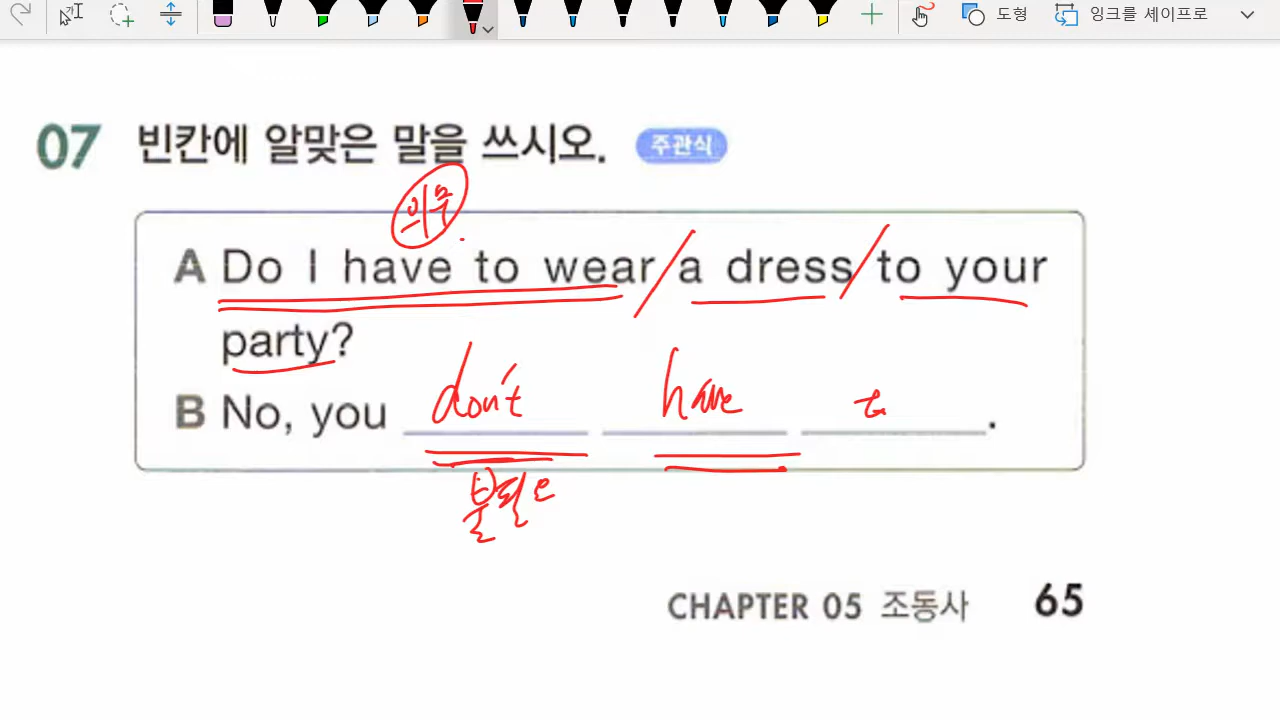 도형
잉크를 셰이프로
07 빈칸에 알맞은 말을 쓰시오. 주관식
의무
A Do I have to wear / a dress / to your
party?
B No, you don't have to.
불필요
CHAPTER 05 조동사 65